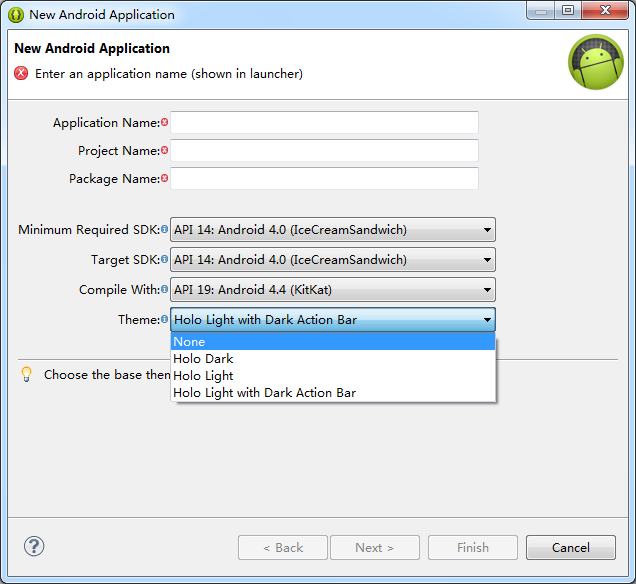 New Android Application
New Android Application
Enter an application name (shown in launcher)
Application Name:
Project Name:
Package Name:
Minimum Required SDK: API 14: Android 4.0 (IceCreamSandwich)
Target SDK: API 14: Android 4.0 (IceCreamSandwich)
Compile With: API 19: Android 4.4 (KitKat)
Theme: Holo Light with Dark Action Bar
None
Holo Dark
Holo Light
Choose the base
Holo Light with Dark Action Bar
< Back Next > Finish Cancel